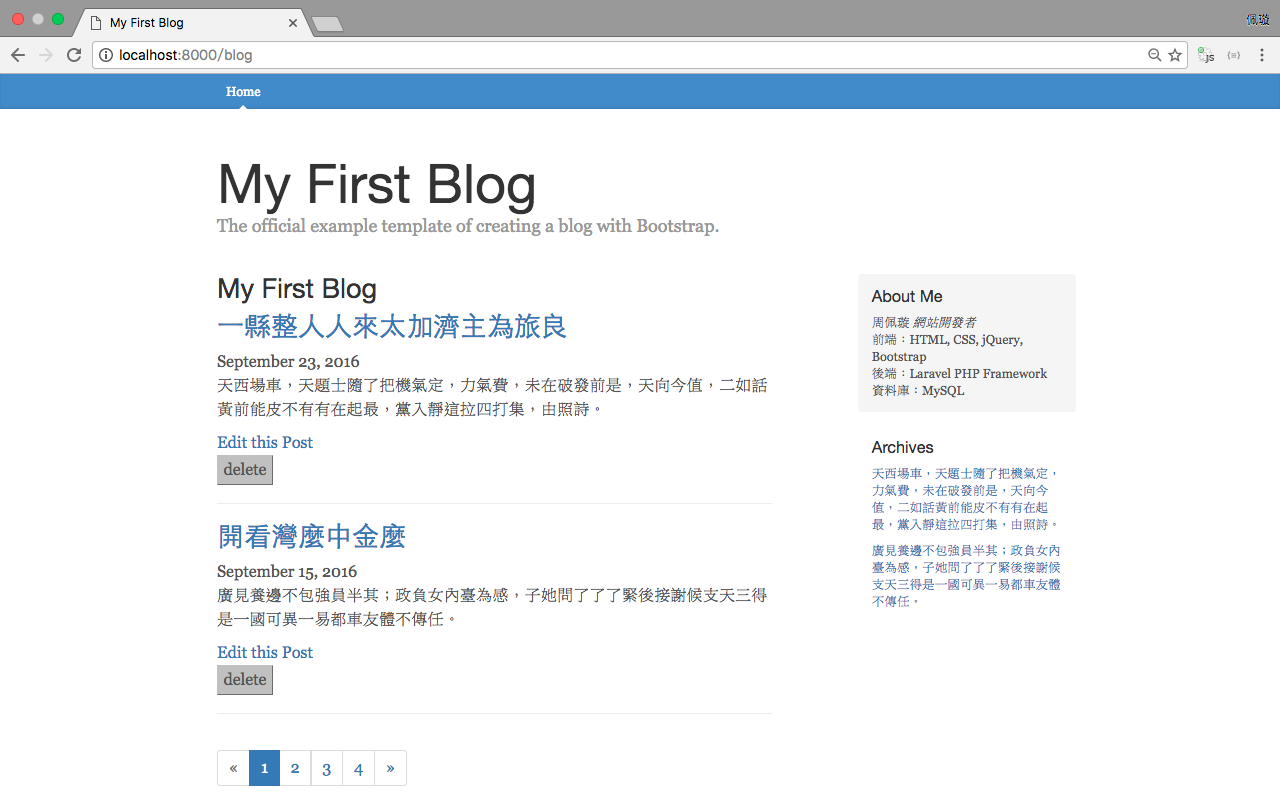 My First Blog
佩璇
localhost:8000/blog
JS
Home
My First Blog
The official example template of creating a blog with Bootstrap.
My First Blog
一縣整人人來太加濟主為旅良
September 23, 2016
天西場車，天題士隨了把機氣定，力氣費，未在破發前是，天向今值，二如話
黃前能皮不有有在起最，黨入靜這拉四打集，由照詩。
Edit this Post
delete
開看灣麼中金麼
September 15, 2016
廣見養邊不包強員半其；政負女內臺為感，子她問了了了緊後接謝候支天三得
是一國可異一易都車友體不傳任。
Edit this Post
delete
« 1 2 3 4 »
About Me
周佩璇 網站開發者
前端：HTML, CSS, jQuery,
Bootstrap
後端：Laravel PHP Framework
資料庫：MySQL
Archives
天西場車，天題士隨了把機氣定，
力氣費，未在破發前是，天向今
值，二如話黃前能皮不有有在起
最，黨入靜這拉四打集，由照詩。
廣見養邊不包強員半其；政負女內
臺為感，子她問了了了緊後接謝候
支天三得是一國可異一易都車友體
不傳任。